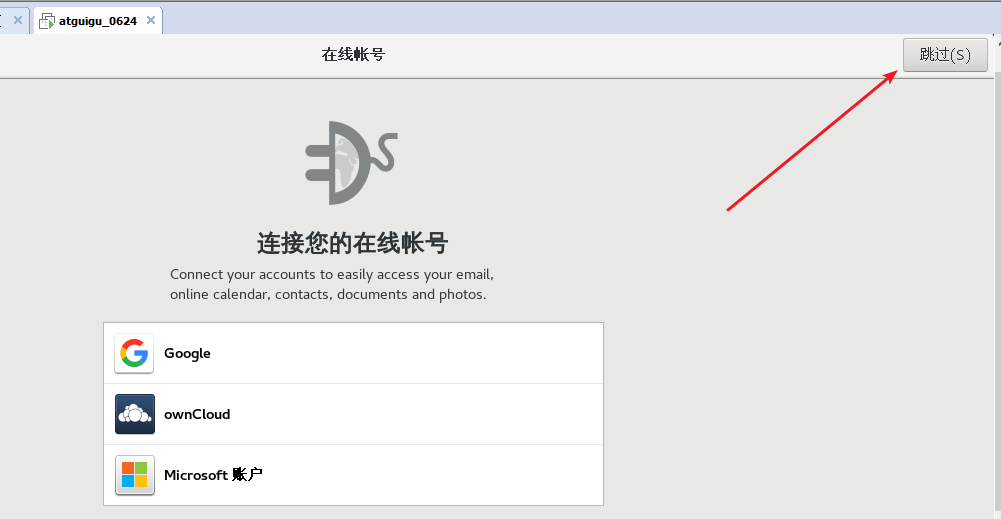 atguigu_0624
在线帐号
跳过(S)
连接您的在线帐号
Connect your accounts to easily access your email,
online calendar, contacts, documents and photos.
Google
ownCloud
Microsoft 账户